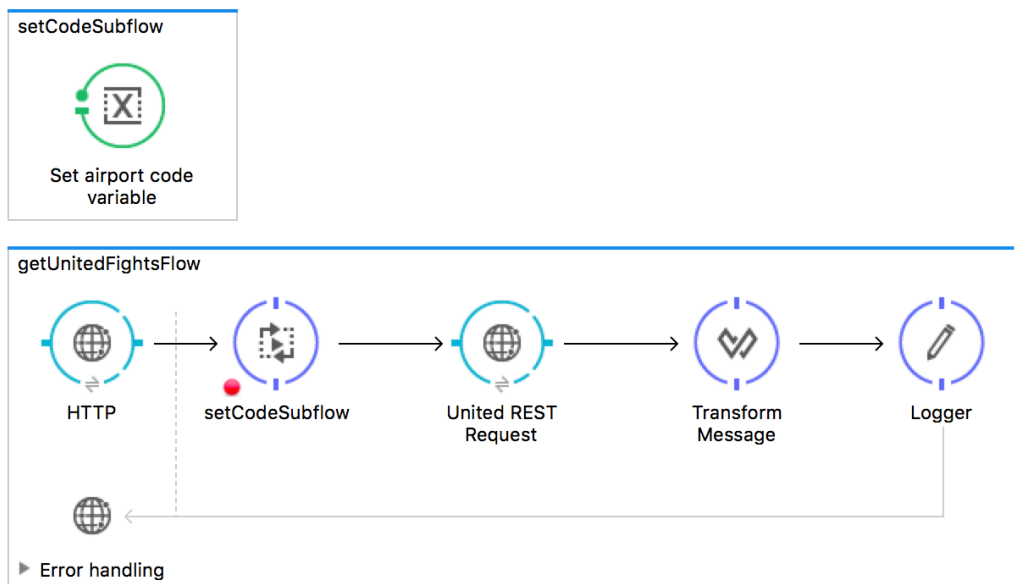 setCodeSubflow
Set airport code
variable
getUnitedFightsFlow
HTTP
setCodeSubflow
United REST
Request
Transform
Message
Logger
Error handling